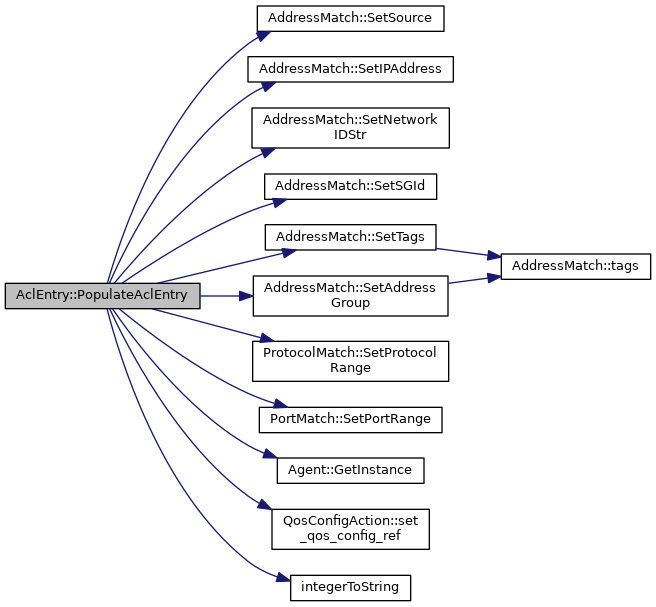 AddressMatch::SetSource
AddressMatch::SetIPAddress
AddressMatch::SetNetwork
IDStr
AddressMatch::SetSGId
AddressMatch::SetTags
AddressMatch::tags
AclEntry::PopulateAclEntry
AddressMatch::SetAddress
Group
ProtocolMatch::SetProtocol
Range
PortMatch::SetPortRange
Agent::GetInstance
QosConfigAction::set
_qos_config_ref
integerToString